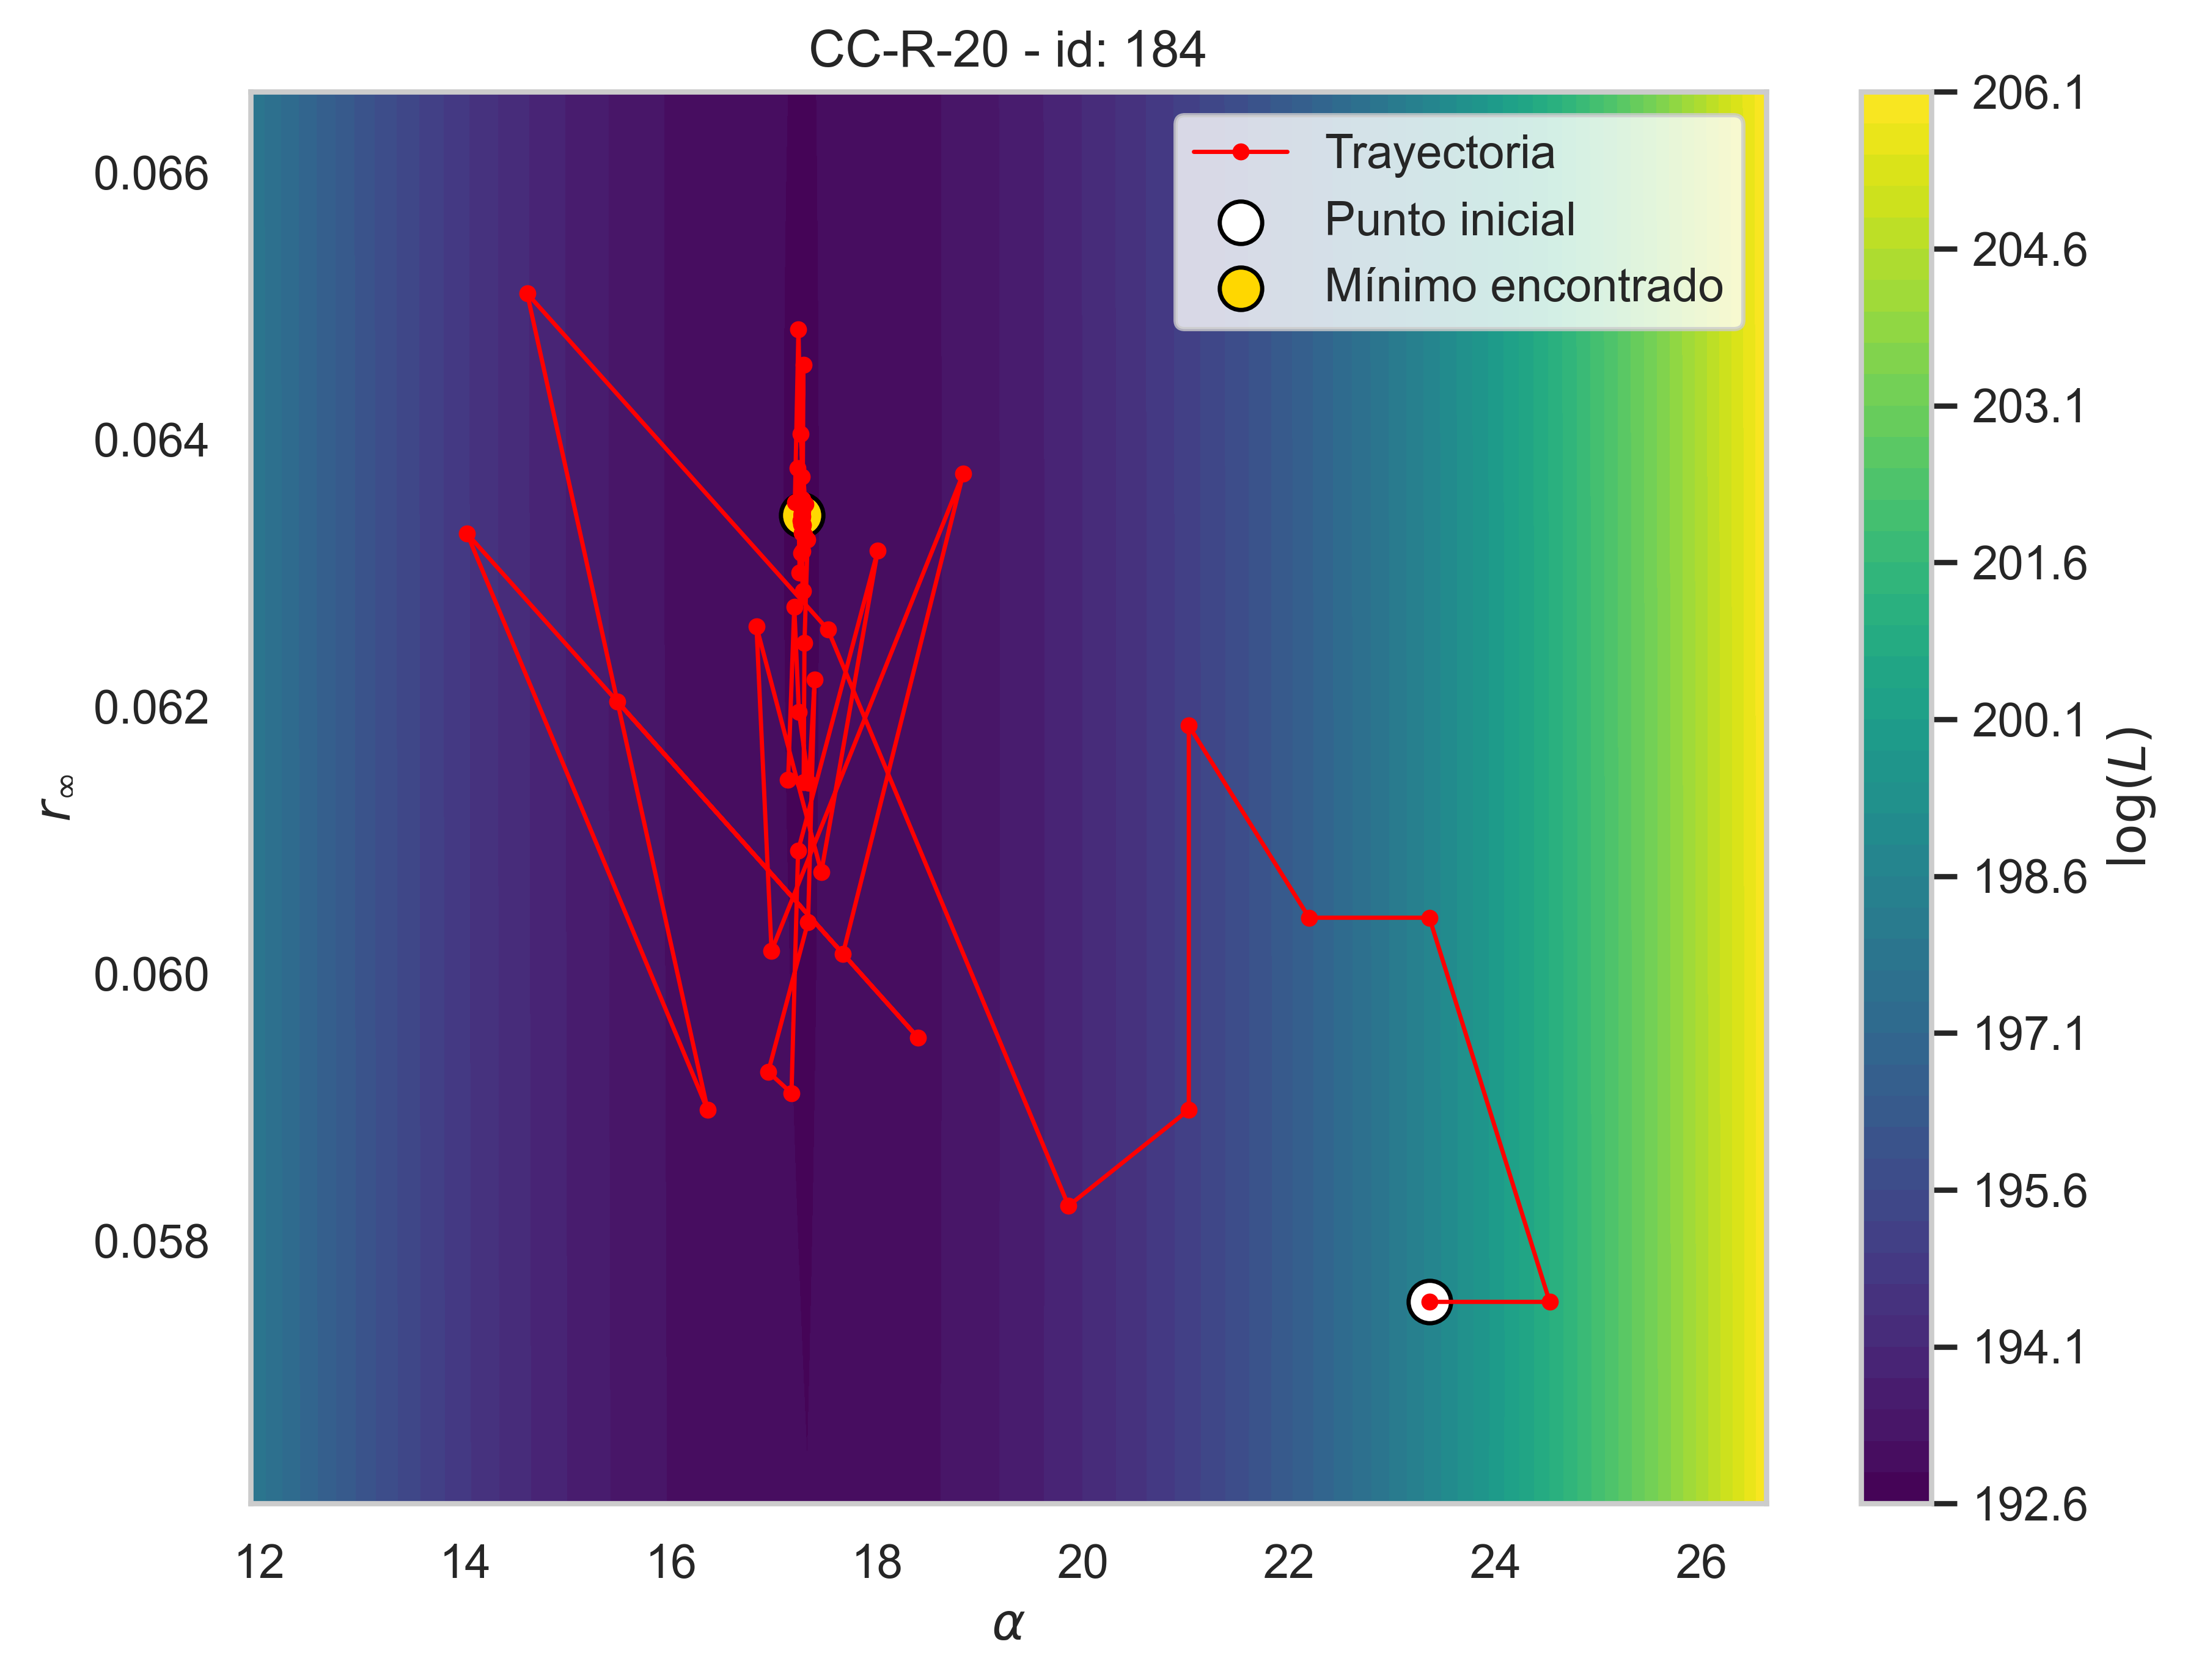 CC-R-20 - id: 184
Trayectoria
Punto inicial
Mínimo encontrado
0.066
0.064
0.062
0.060
0.058
r∞
12 14 16 18 20 22 24 26
α
206.1
204.6
203.1
201.6
200.1
198.6
197.1
195.6
194.1
192.6
log(L)